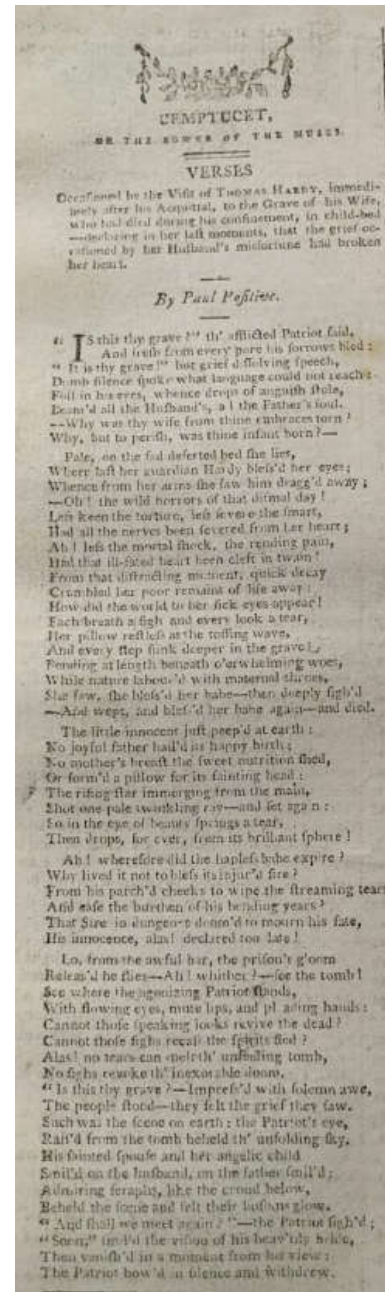 CEMPTUCET,
OR THE BOWER OF THE MUSES.
VERSES
Occasioned by the Visit of THOMAS HARDY, immedi-
ately after his Acquittal, to the Grave of his Wife,
who had died during his confinement, in child-bed
—declaring in her last moments, that the grief oc-
casioned by her Husband's misfortune had broken
her heart.
By Paul Positive.
"IS this thy grave?" th' afflicted Patriot said,
And fresh from every pore his sorrows bled:
"It is thy grave!" but grief dissolving speech,
Dumb silence spoke what language could not reach:
Full in his eyes, whence drops of anguish stole,
Beam'd all the Husband's, all the Father's soul.
—Why was thy wife from thine embraces torn?
Why, but to perish, was thine infant born?—
Pale, on the sad deserted bed she lies,
Where last her guardian Hardy bless'd her eyes;
Whence from her arms she saw him dragg'd away;
—Oh! the wild horrors of that dismal day!
Less keen the torture, less severe the smart,
Had all the nerves been severed from her heart;
Ah! less the mortal shock, the rending pain,
Had that ill-fated heart been cleft in twain!
From that distracting moment, quick decay
Crumbled her poor remains of life away!
How did the world to her sick eyes appear!
Each breath a sigh and every look a tear,
Her pillow restless as the tossing wave,
And every step sunk deeper in the grave!
Bending at length beneath o'erwhelming woes,
While nature labour'd with maternal throes,
She saw, she bless'd her babe—then deeply sigh'd
—And wept, and bless'd her babe again—and died.
The little innocent just peep'd at earth:
No joyful father hail'd its happy birth;
No mother's breast the sweet nutrition shed,
Or form'd a pillow for its fainting head:
The rising star immerging from the main,
Shot one pale twinkling ray—and set again:
So in the eye of beauty springs a tear,
Then drops, for ever, from its brilliant sphere!
Ah! wherefore did the hapless babe expire?
Why lived it not to bless its injur'd sire?
From his parch'd cheeks to wipe the streaming tear
And ease the burthen of his bending years?
That Sire in dungeons doom'd to mourn his fate,
His innocence, alas! declared too late!
Lo, from the awful bar, the prison's gloom
Releas'd he flies—Ah! whither?—see the tomb!
See where the agonizing Patriot stands,
With flowing eyes, mute lips, and pleading hands:
Cannot those speaking looks revive the dead?
Cannot those sighs recall the spirits fled?
Alas! no tears can melt th' unfeeling tomb,
No sighs revoke th' inexorable doom.
"Is this thy grave?—Impress'd with solemn awe,
The people stood—they felt the grief they saw.
Such was the scene on earth: the Patriot's eye,
Rais'd from the tomb beheld th' unfolding sky,
His sainted spouse and her angelic child
Smil'd on the husband, on the father smil'd;
Admiring seraphs, like the croud below,
Beheld the scene and felt their bosoms glow.
"And shall we meet again?"—the Patriot sigh'd;
"Soon," smil'd the vision of his heav'nly bride,
Then vanish'd in a moment from his view:
The Patriot bow'd in silence and withdrew.